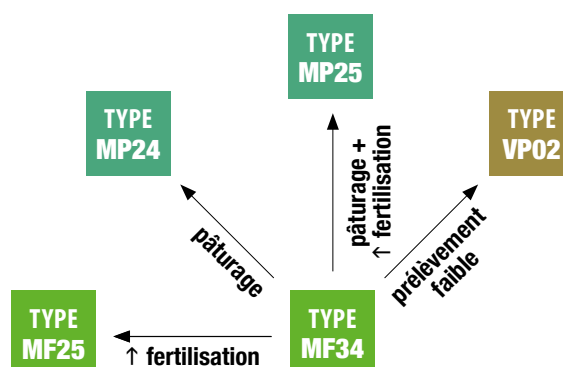 TYPE
MP25
TYPE
MP24
TYPE
VP02
pâturage +
↑ fertilisation
pâturage
prélèvement
faible
TYPE
MF25
↑ fertilisation
TYPE
MF34